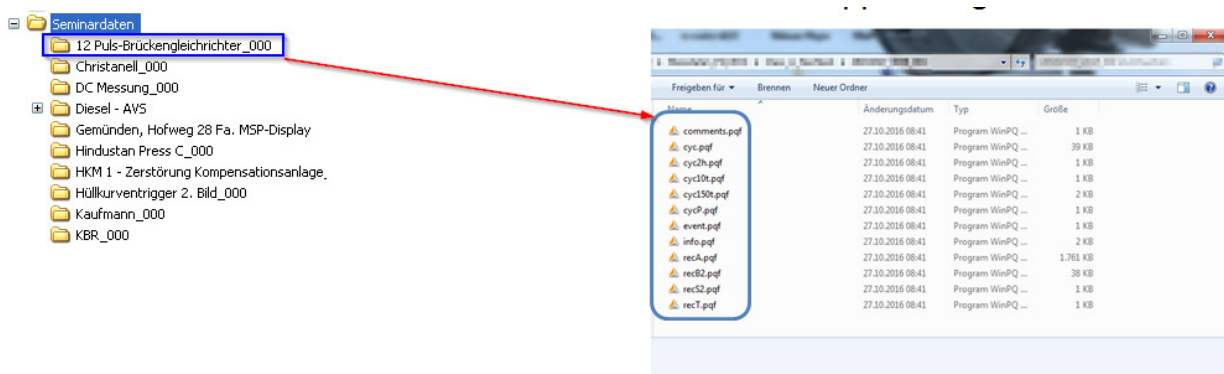 Seminardaten
12 Puls-Brückengleichrichter_000
Christanell_000
DC Messung_000
Diesel - AVS
Gemünden, Hofweg 28 Fa. MSP-Display
Hindustan Press C_000
HKM 1 - Zerstörung Kompensationsanlage_
Hüllkurventrigger 2. Bild_000
Kaufmann_000
KBR_000
Freigeben für Brennen Neuer Ordner
Name Änderungsdatum Typ Größe
comments.pqf 27.10.2016 08:41 Program WinPQ ... 1 KB
cyc.pqf 27.10.2016 08:41 Program WinPQ ... 39 KB
cyc2h.pqf 27.10.2016 08:41 Program WinPQ ... 1 KB
cyc10t.pqf 27.10.2016 08:41 Program WinPQ ... 1 KB
cyc150t.pqf 27.10.2016 08:41 Program WinPQ ... 2 KB
cycP.pqf 27.10.2016 08:41 Program WinPQ ... 1 KB
event.pqf 27.10.2016 08:41 Program WinPQ ... 1 KB
info.pqf 27.10.2016 08:41 Program WinPQ ... 2 KB
recA.pqf 27.10.2016 08:41 Program WinPQ ... 1.761 KB
recB2.pqf 27.10.2016 08:41 Program WinPQ ... 38 KB
recS2.pqf 27.10.2016 08:41 Program WinPQ ... 1 KB
recT.pqf 27.10.2016 08:41 Program WinPQ ... 1 KB